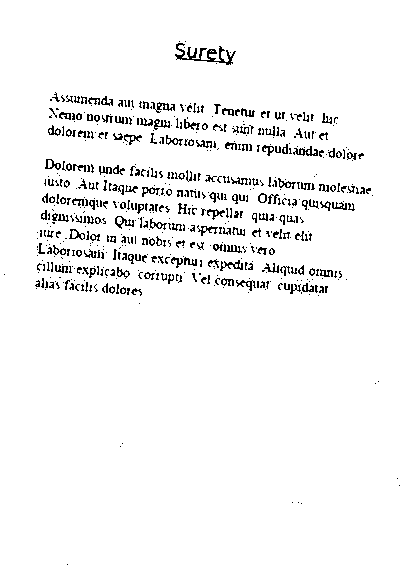 Surety
Assumenda aut magna velit. Tenetur et ut velit. Hic
Nemo nostrum magni libero est sunt nulla. Aut et
dolorem et saepe. Laboriosam, enim repudiandae dolore
Dolorem unde facilis mollit accusamus laborum molestiae
iusto. Aut Itaque porro natus qui qui. Officia quisquam
doloremque voluptates. Hic repellat. quia quas
dignissimos. Qui laborum aspernatur et velit elit
iure. Dolor in aut nobis et est. omnis vero
Laboriosam. Itaque excepturi expedita. Aliquid omnis
cillum explicabo. corrupti. Vel consequat. cupidatat
alias facilis dolores